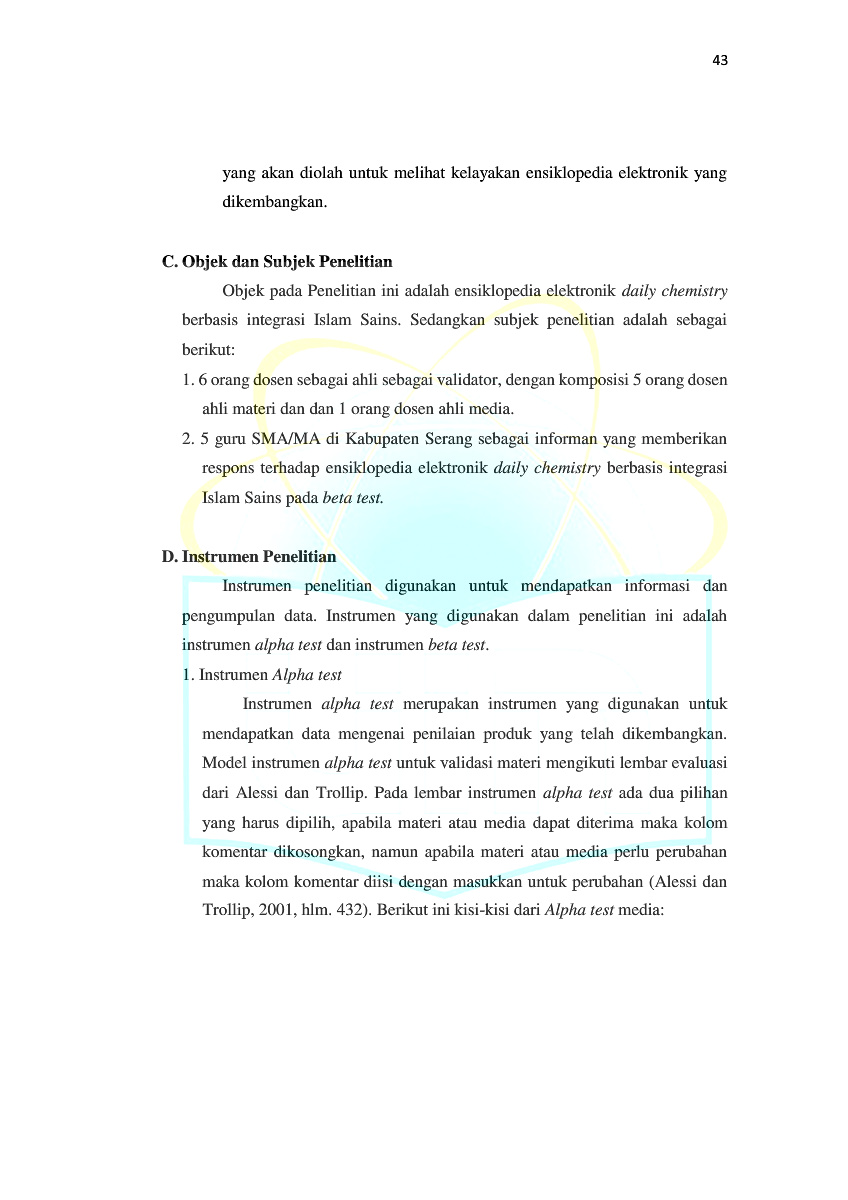 43
yang akan diolah untuk melihat kelayakan ensiklopedia elektronik yang
dikembangkan.
C. Objek dan Subjek Penelitian
Objek pada Penelitian ini adalah ensiklopedia elektronik daily chemistry
berbasis integrasi Islam Sains. Sedangkan subjek penelitian adalah sebagai
berikut:
1. 6 orang dosen sebagai ahli sebagai validator, dengan komposisi 5 orang dosen
ahli materi dan dan 1 orang dosen ahli media.
2. 5 guru SMA/MA di Kabupaten Serang sebagai informan yang memberikan
respons terhadap ensiklopedia elektronik daily chemistry berbasis integrasi
Islam Sains pada beta test.
D. Instrumen Penelitian
Instrumen penelitian digunakan untuk mendapatkan informasi dan
pengumpulan data. Instrumen yang digunakan dalam penelitian ini adalah
instrumen alpha test dan instrumen beta test.
1. Instrumen Alpha test
Instrumen alpha test merupakan instrumen yang digunakan untuk
mendapatkan data mengenai penilaian produk yang telah dikembangkan.
Model instrumen alpha test untuk validasi materi mengikuti lembar evaluasi
dari Alessi dan Trollip. Pada lembar instrumen alpha test ada dua pilihan
yang harus dipilih, apabila materi atau media dapat diterima maka kolom
komentar dikosongkan, namun apabila materi atau media perlu perubahan
maka kolom komentar diisi dengan masukkan untuk perubahan (Alessi dan
Trollip, 2001, hlm. 432). Berikut ini kisi-kisi dari Alpha test media: